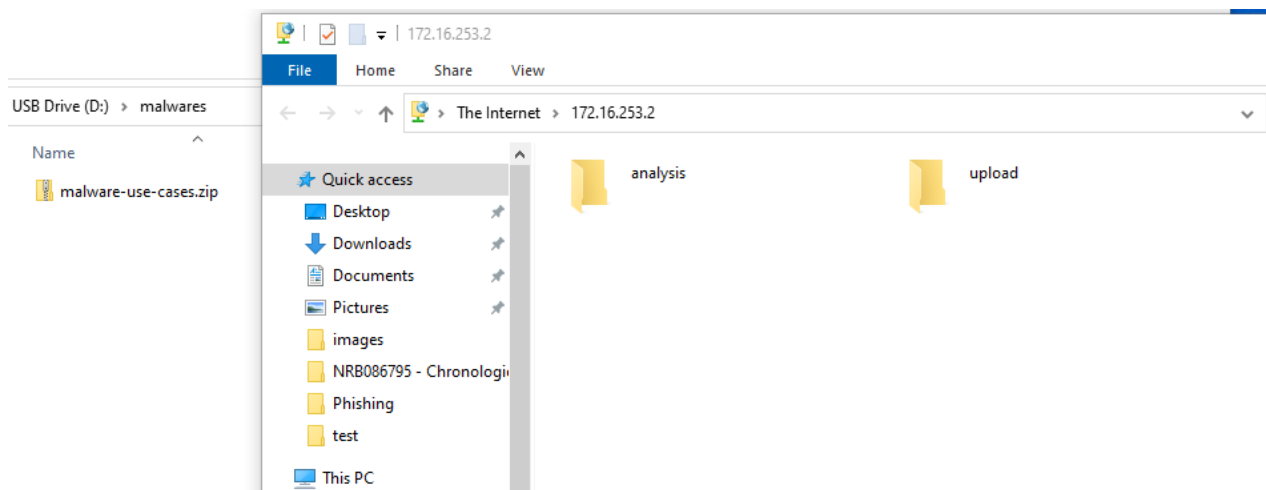 172.16.253.2
File Home Share View
USB Drive (D:) > malwares
The Internet > 172.16.253.2
Name
malware-use-cases.zip
Quick access
Desktop
Downloads
Documents
Pictures
images
NRB086795 - Chronologi
Phishing
test
This PC
analysis
upload